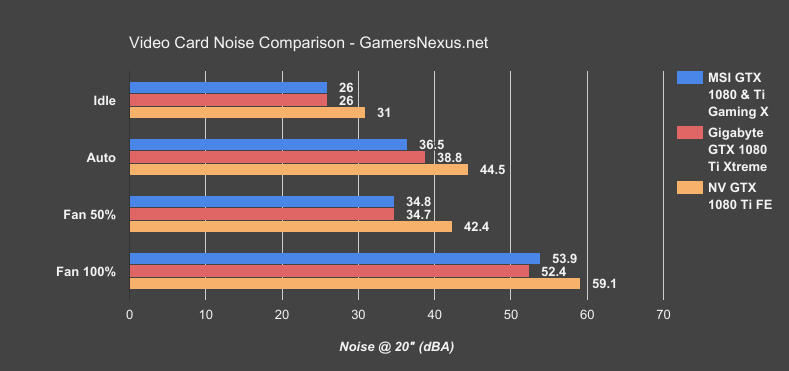 Video Card Noise Comparison - GamersNexus.net
Idle
26
26
31
Auto
36.5
38.8
44.5
Fan 50%
34.8
34.7
42.4
Fan 100%
53.9
52.4
59.1
0 10 20 30 40 50 60 70
Noise @ 20" (dBA)
MSI GTX
1080 & Ti
Gaming X
Gigabyte
GTX 1080
Ti Xtreme
NV GTX
1080 Ti FE